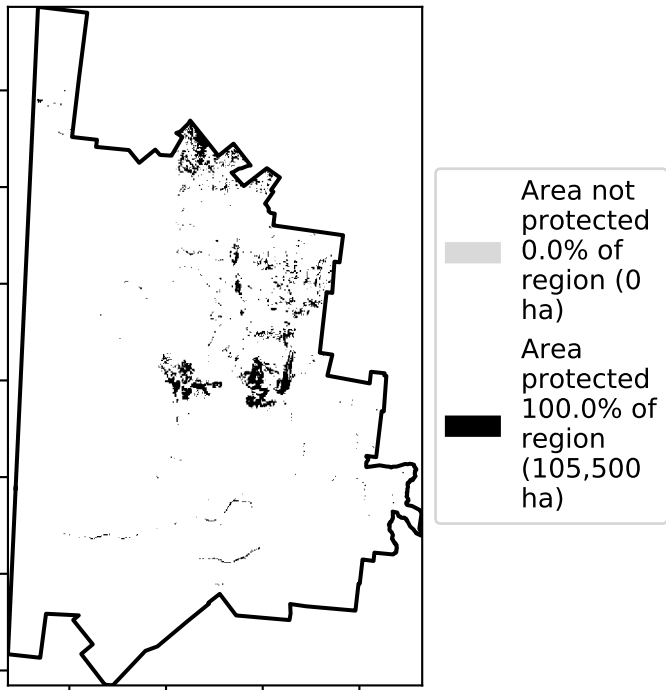 Area not
protected
0.0% of
region (0
ha)
Area
protected
100.0% of
region
(105,500
ha)